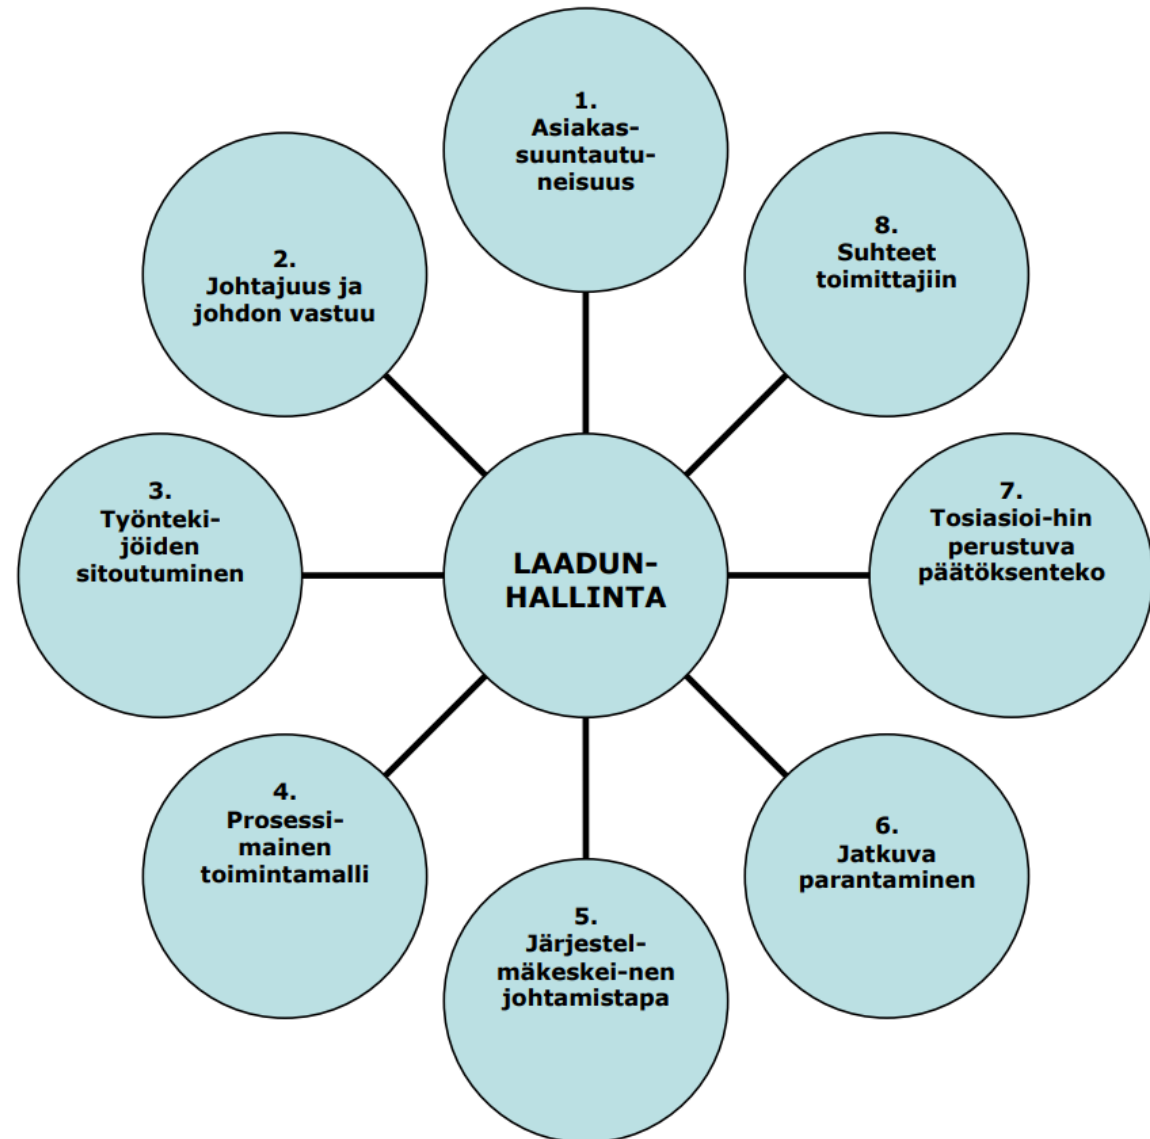 1.
Asiakas-
suuntautu-
neisuus
2.
Johtajuus ja
johdon vastuu
8.
Suhteet
toimittajiin
3.
Työnteki-
jöiden
sitoutuminen
LAADUN-
HALLINTA
7.
Tosiasioi-hin
perustuva
päätöksenteko
4.
Prosessi-
mainen
toimintamalli
6.
Jatkuva
parantaminen
5.
Järjestel-
mäkeskei-nen
johtamistapa